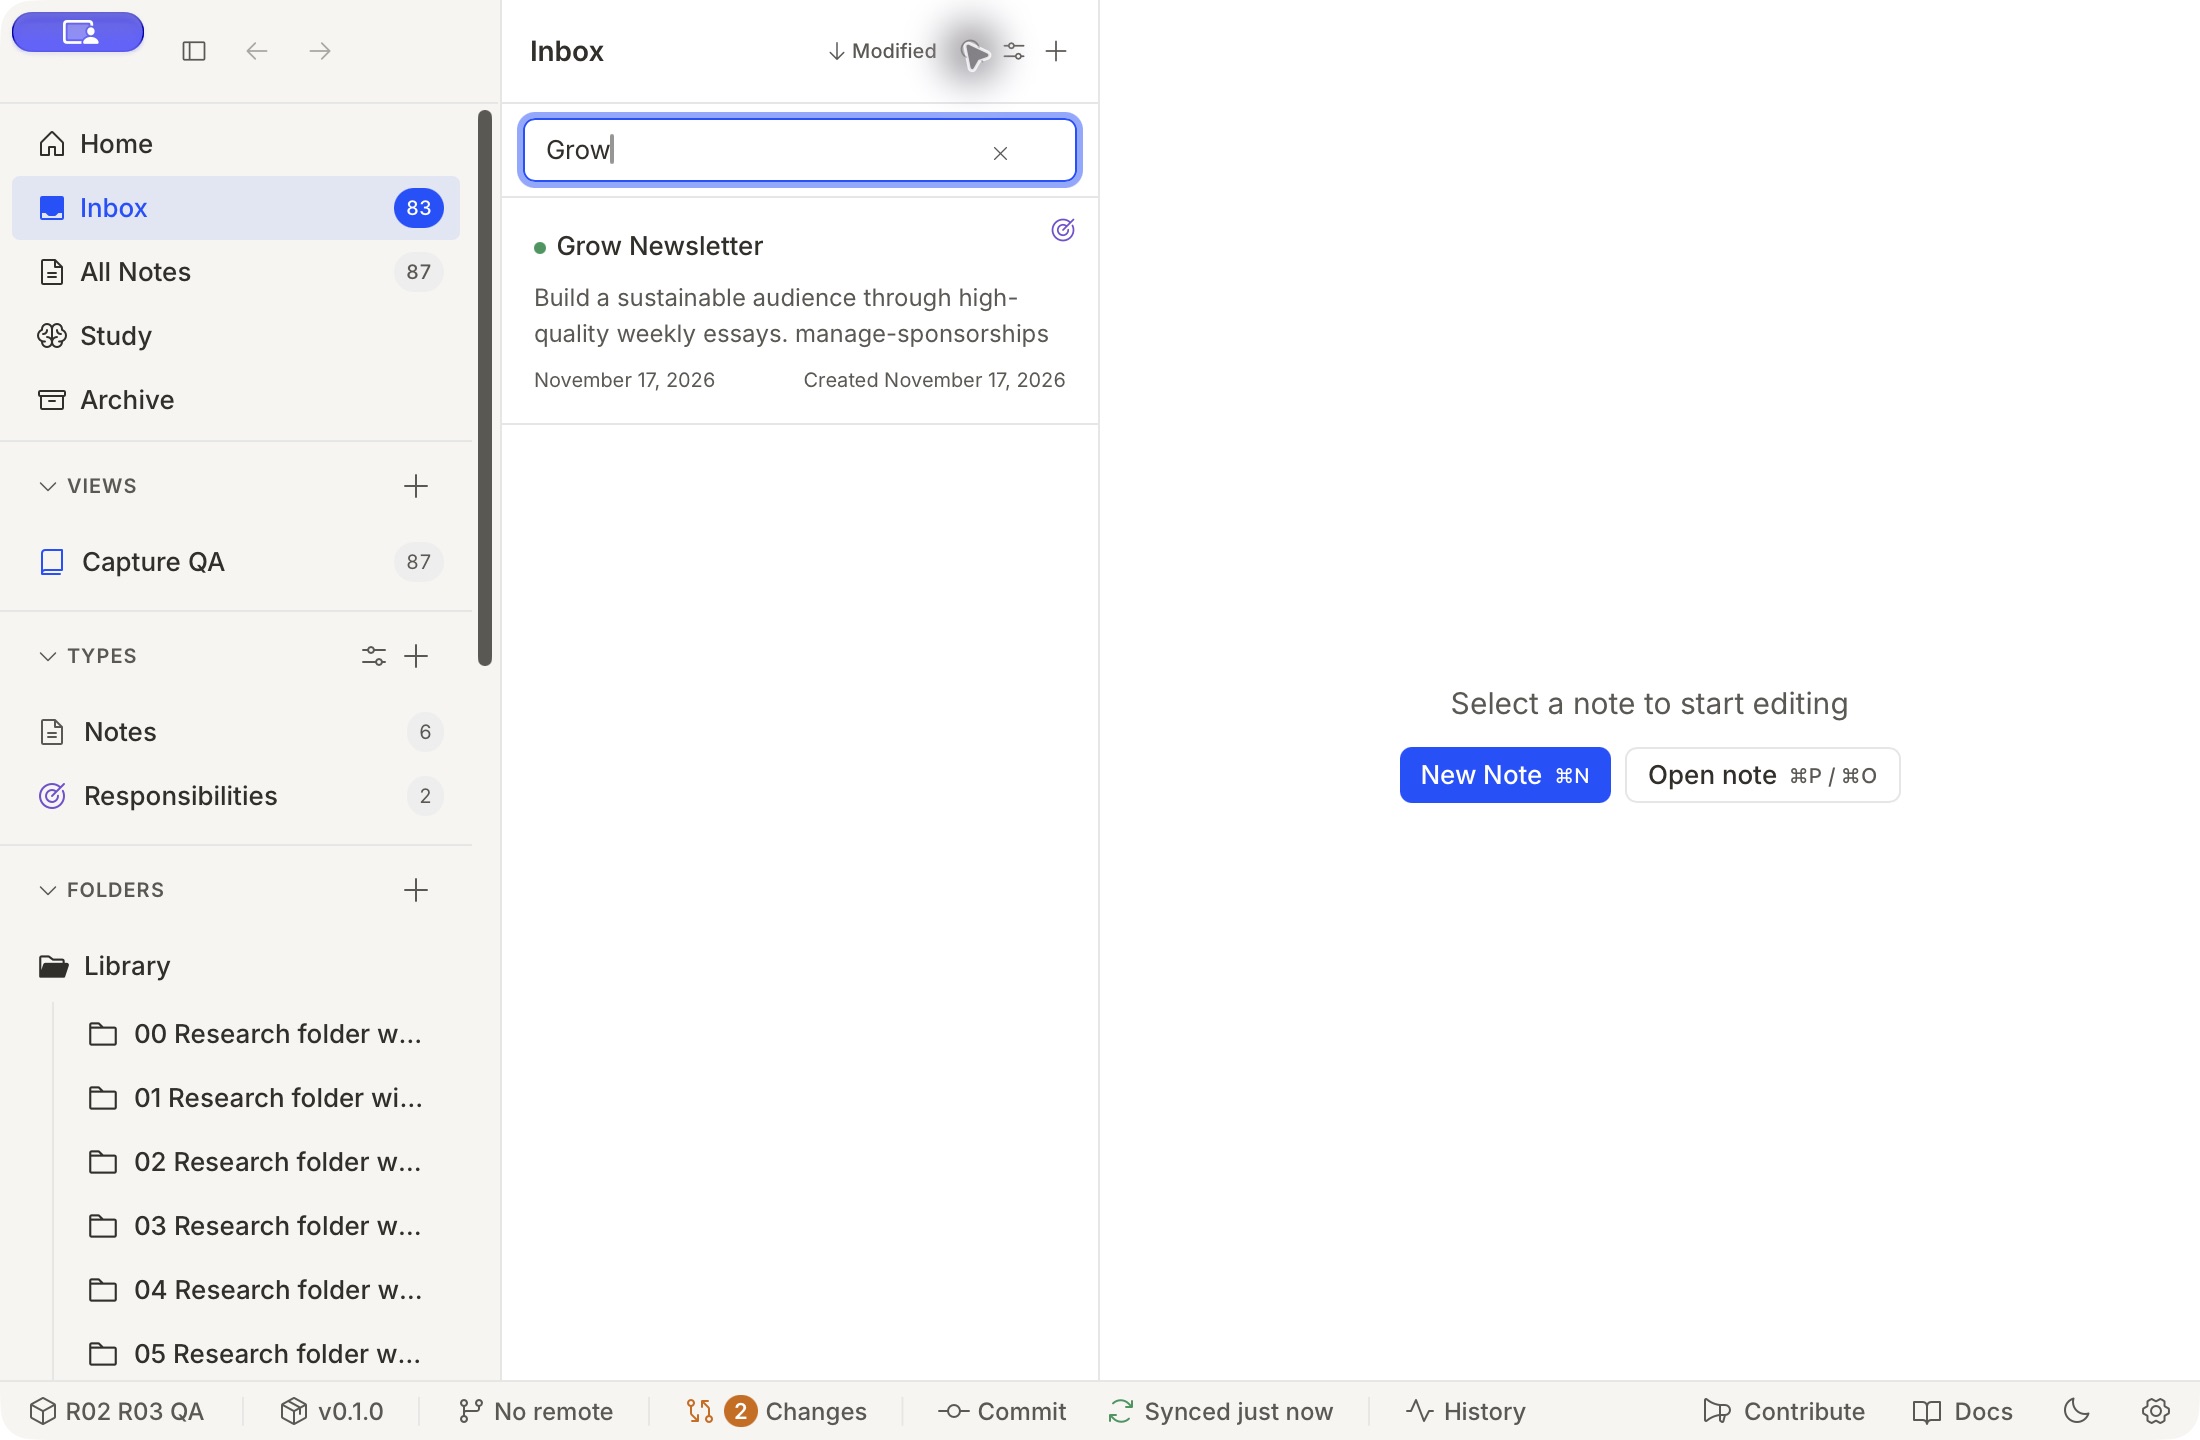 Home
Inbox 83
All Notes 87
Study
Archive
VIEWS
Capture QA 87
TYPES
Notes 6
Responsibilities 2
FOLDERS
Library
00 Research folder w...
01 Research folder wi...
02 Research folder w...
03 Research folder w...
04 Research folder w...
05 Research folder w...
Inbox
Modified
Grow
Grow Newsletter
Build a sustainable audience through high-
quality weekly essays. manage-sponsorships
November 17, 2026 Created November 17, 2026
Select a note to start editing
New Note ⌘N
Open note ⌘P / ⌘O
R02 R03 QA v0.1.0 No remote 2 Changes Commit Synced just now History Contribute Docs